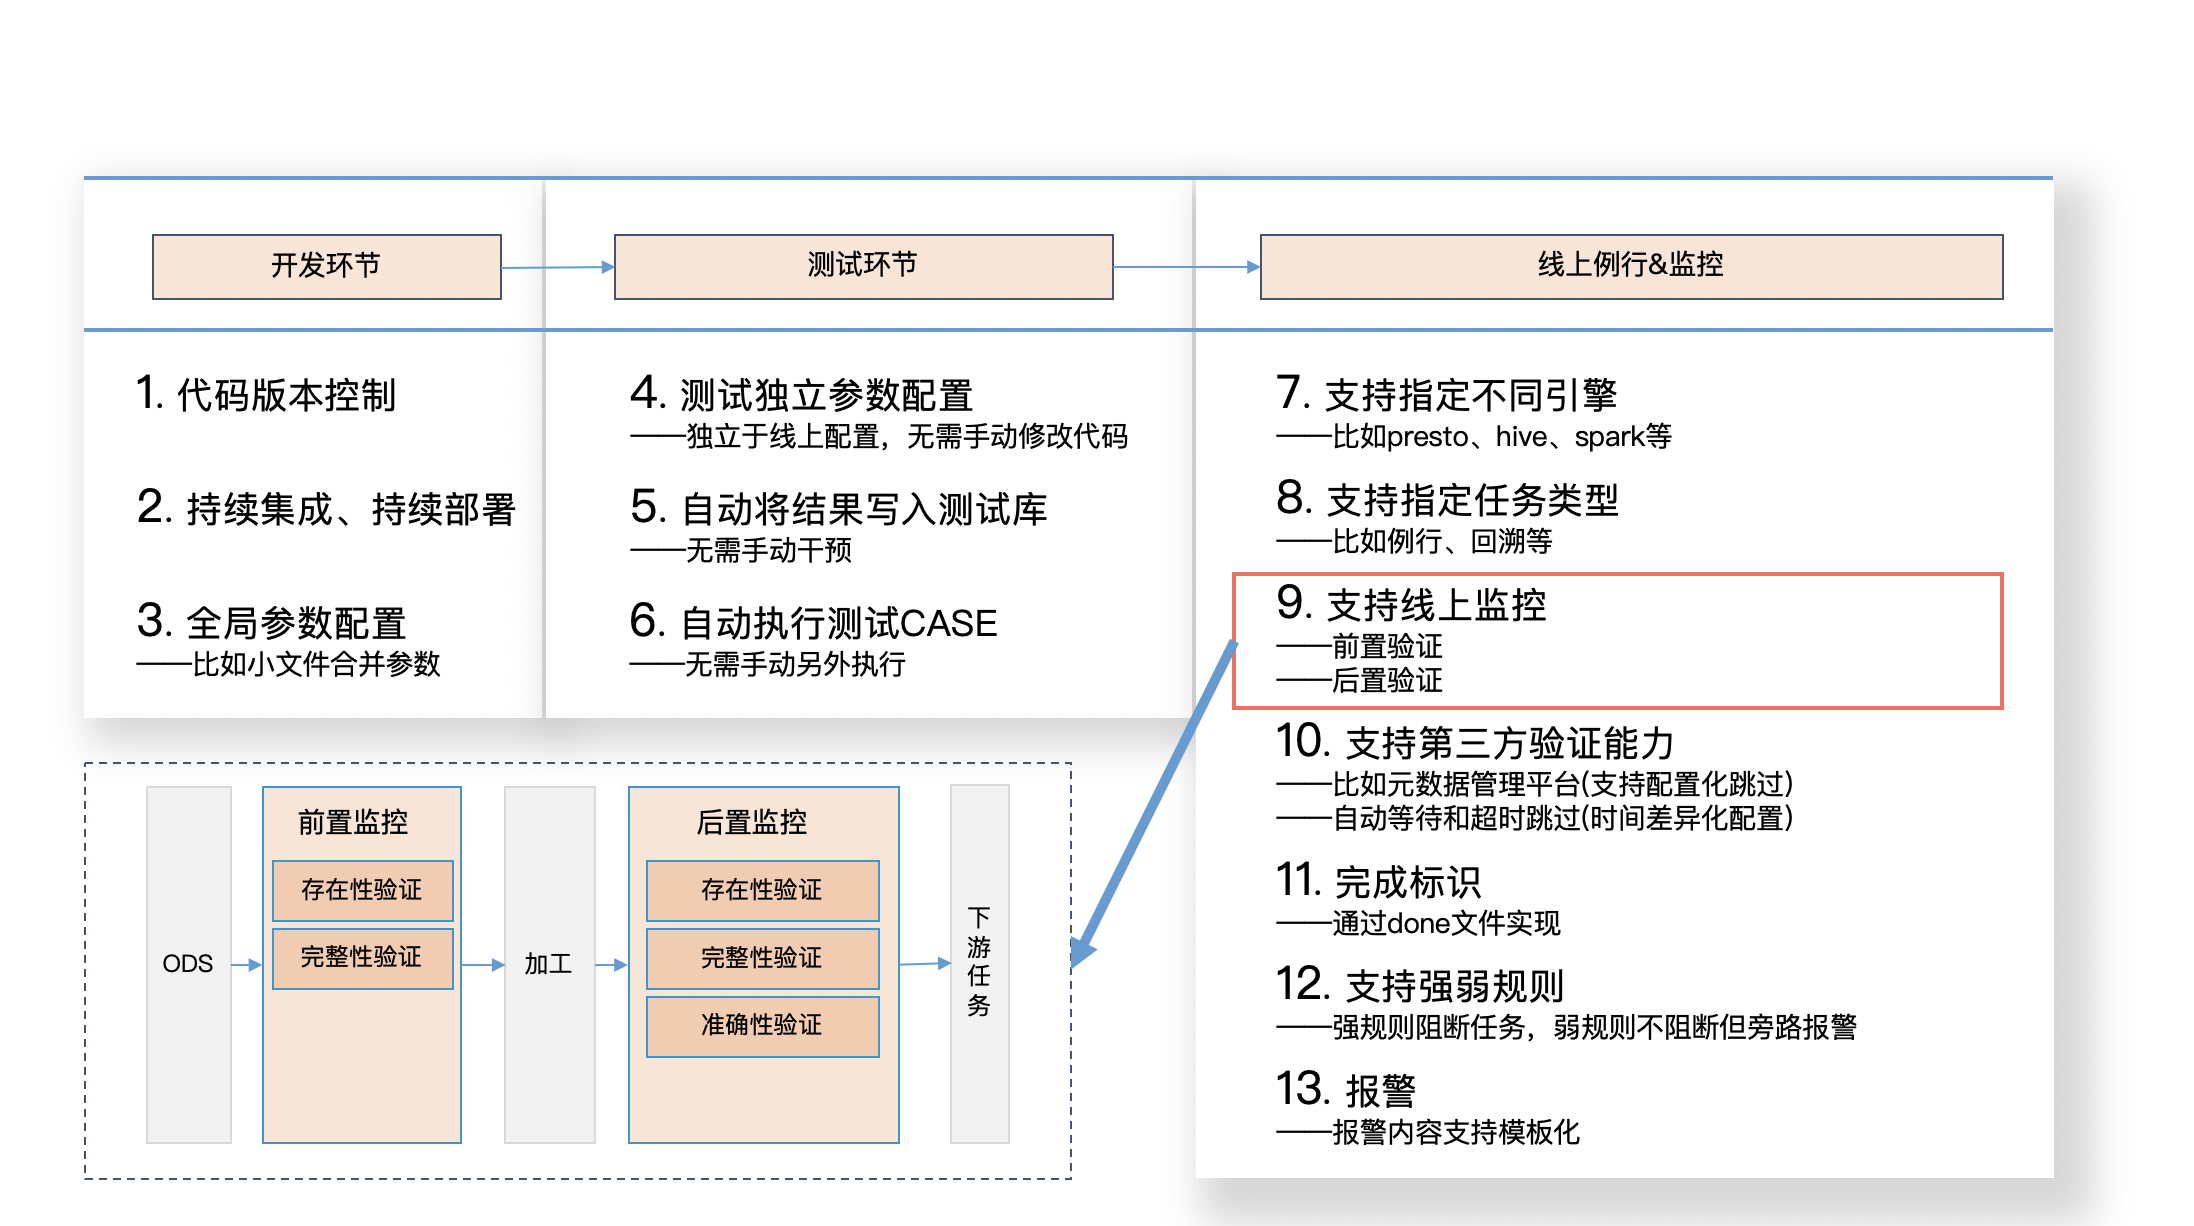 开发环节
测试环节
线上例行&监控
1. 代码版本控制
2. 持续集成、持续部署
3. 全局参数配置
——比如小文件合并参数
4. 测试独立参数配置
——独立于线上配置，无需手动修改代码
5. 自动将结果写入测试库
——无需手动干预
6. 自动执行测试CASE
——无需手动另外执行
7. 支持指定不同引擎
——比如presto、hive、spark等
8. 支持指定任务类型
——比如例行、回溯等
9. 支持线上监控
——前置验证
——后置验证
10. 支持第三方验证能力
——比如元数据管理平台(支持配置化跳过)
——自动等待和超时跳过(时间差异化配置)
11. 完成标识
——通过done文件实现
12. 支持强弱规则
——强规则阻断任务，弱规则不阻断但旁路报警
13. 报警
——报警内容支持模板化
ODS
前置监控
存在性验证
完整性验证
加工
后置监控
存在性验证
完整性验证
准确性验证
下游任务